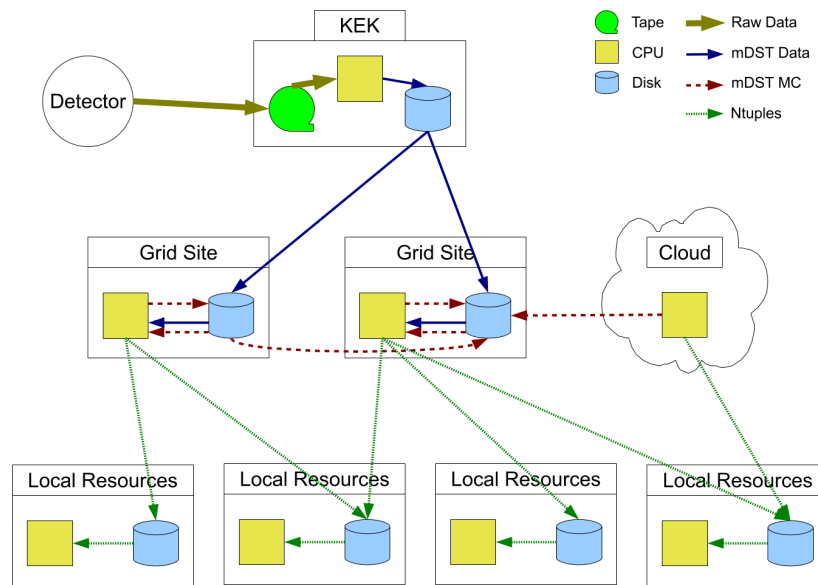 KEK
Tape
Raw Data
CPU
mDST Data
Detector
Disk
mDST MC
Ntuples
Grid Site
Grid Site
Cloud
Local Resources
Local Resources
Local Resources
Local Resources